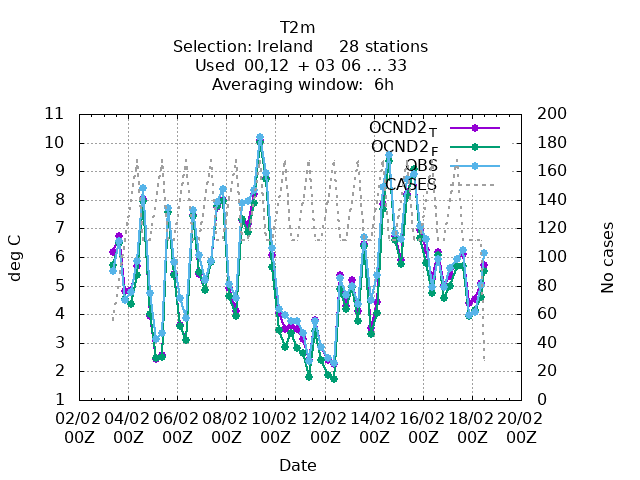 T2m
Selection: Ireland 28 stations
Used 00,12 + 03 06 ... 33
Averaging window: 6h
deg C
No cases
11
10
9
8
7
6
5
4
3
2
1
200
180
160
140
120
100
80
60
40
20
0
OCND2T
OCND2F
OBS
CASES
02/02 04/02 06/02 08/02 10/02 12/02 14/02 16/02 18/02 20/02
00Z 00Z 00Z 00Z 00Z 00Z 00Z 00Z 00Z 00Z
Date